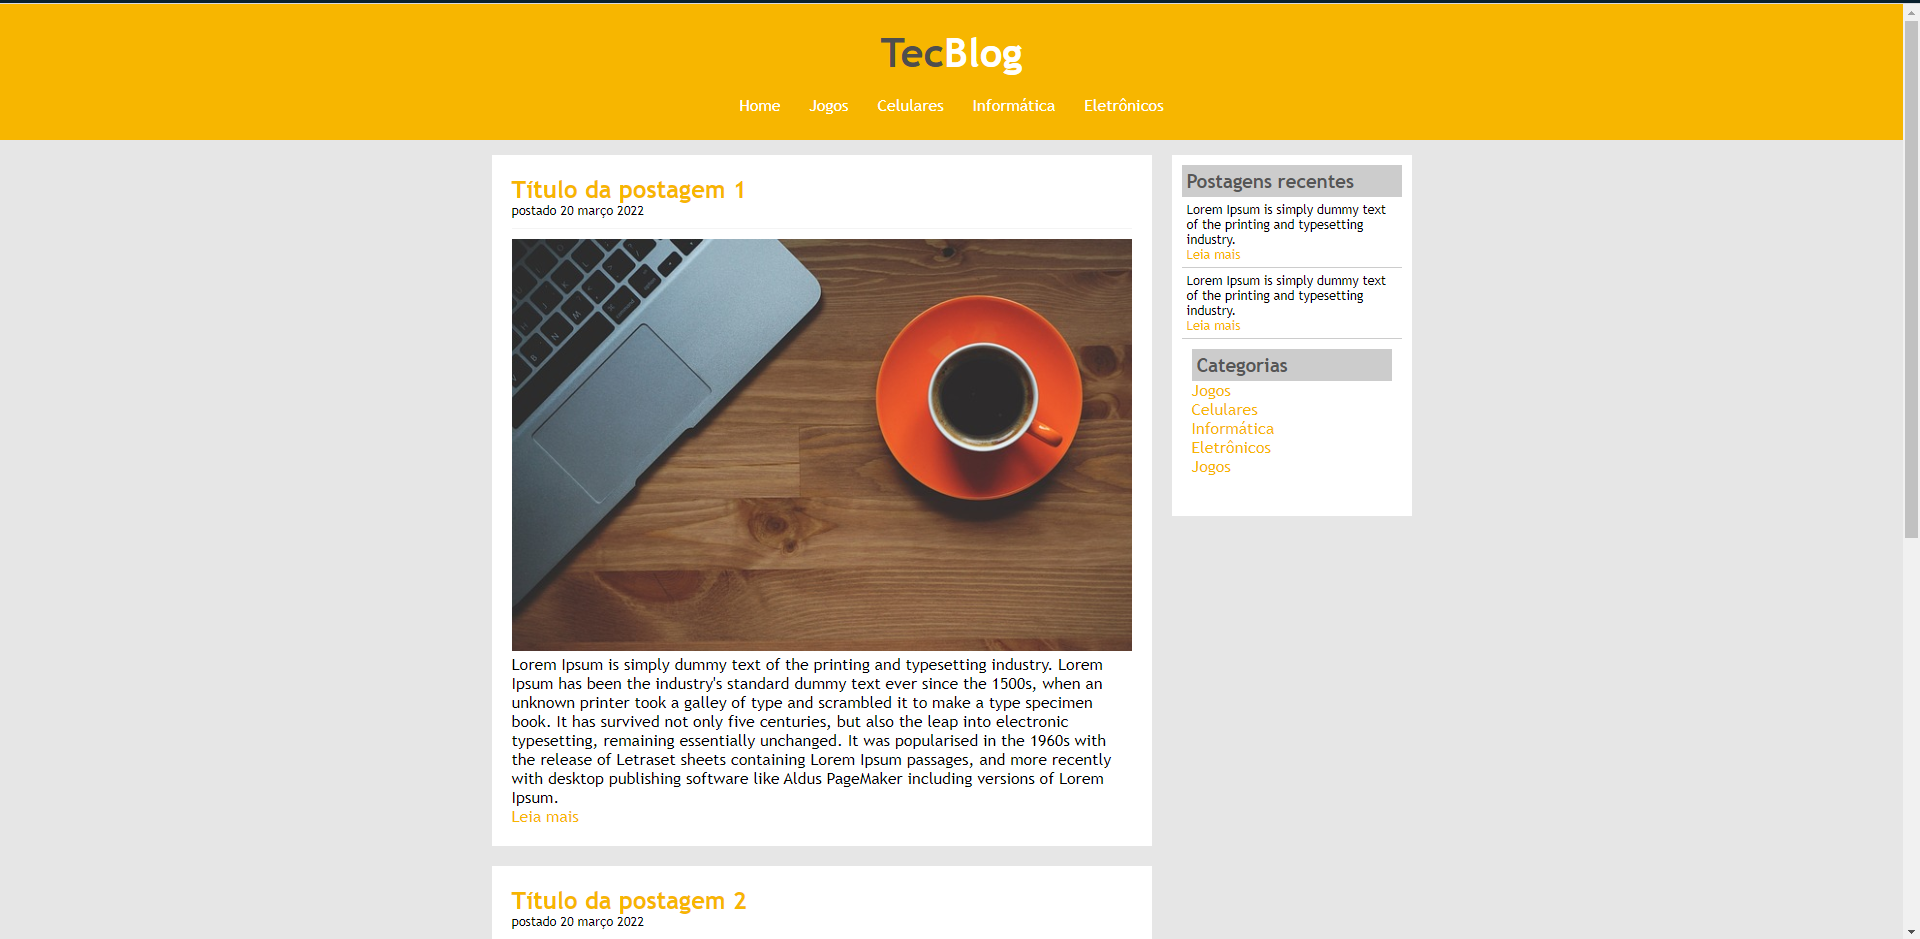 TecBlog
Home Jogos Celulares Informática Eletrônicos
Título da postagem 1
postado 20 março 2022
Lorem Ipsum is simply dummy text of the printing and typesetting industry. Lorem
Ipsum has been the industry's standard dummy text ever since the 1500s, when an
unknown printer took a galley of type and scrambled it to make a type specimen
book. It has survived not only five centuries, but also the leap into electronic
typesetting, remaining essentially unchanged. It was popularised in the 1960s with
the release of Letraset sheets containing Lorem Ipsum passages, and more recently
with desktop publishing software like Aldus PageMaker including versions of Lorem
Ipsum.
Leia mais
Título da postagem 2
postado 20 março 2022
Postagens recentes
Lorem Ipsum is simply dummy text
of the printing and typesetting
industry.
Leia mais
Lorem Ipsum is simply dummy text
of the printing and typesetting
industry.
Leia mais
Categorias
Jogos
Celulares
Informática
Eletrônicos
Jogos